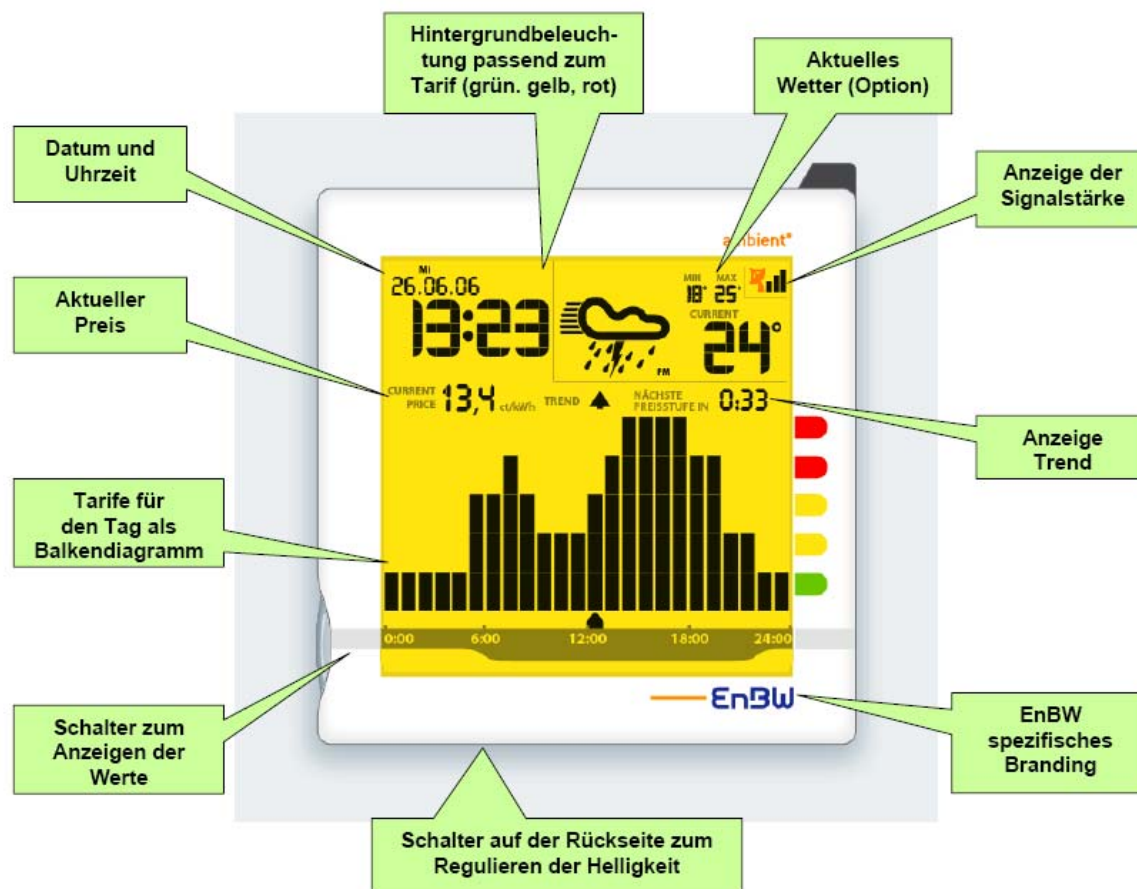 Hintergrundbeleuch-
tung passend zum
Tarif (grün. gelb, rot)
Aktuelles
Wetter (Option)
Datum und
Uhrzeit
Anzeige der
Signalstärke
ambient*
Mi
26.06.06
13:23
MIN MAX
18° 25°
CURRENT
24°
PM
Aktueller
Preis
CURRENT
PRICE 13,4 ct/kWh TREND
NÄCHSTE
PREISSTUFE IN 0:33
Anzeige
Trend
Tarife für
den Tag als
Balkendiagramm
0:00 6:00 12:00 18:00 24:00
EnBW
Schalter zum
Anzeigen der
Werte
EnBW
spezifisches
Branding
Schalter auf der Rückseite zum
Regulieren der Helligkeit